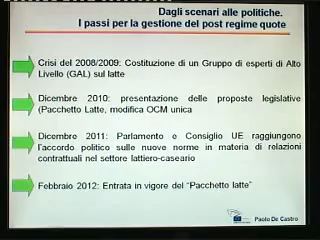 Dagli scenari alle politiche.
I passi per la gestione del post regime quote
Crisi del 2008/2009: Costituzione di un Gruppo di esperti di Alto
Livello (GAL) sul latte
Dicembre 2010: presentazione delle proposte legislative
(Pacchetto Latte, modifica OCM unica
Dicembre 2011: Parlamento e Consiglio UE raggiungono
l'accordo politico sulle nuove norme in materia di relazioni
contrattuali nel settore lattiero-caseario
Febbraio 2012: Entrata in vigore del "Pacchetto latte"
Paolo De Castro